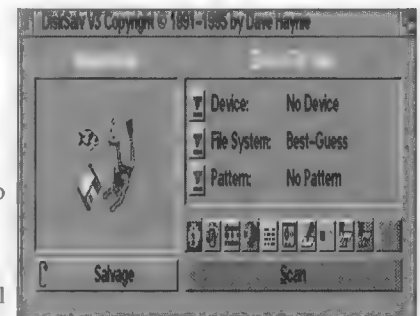 DiskSalv V3 Copyright © 1991-1995 by Dave Haynie
Device: No Device
File System: Best-Guess
Pattern: No Pattern
Salvage Scan